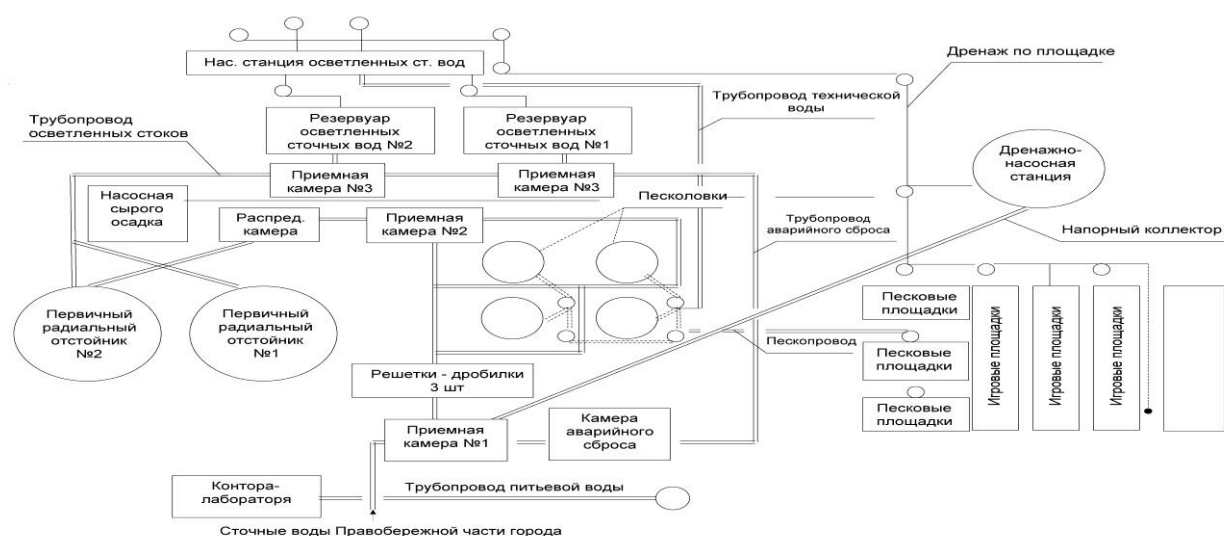 Нас. станция осветленных ст. вод
Дренаж по площадке
Трубопровод технической
воды
Трубопровод
осветленных стоков
Резервуар
осветленных
сточных вод №2
Резервуар
осветленных
сточных вод №1
Дренажно-
насосная
станция
Приемная
камера №3
Приемная
камера №3
Насосная
сырого
осадка
Распред.
камера
Приемная
камера №2
Песколовки
Трубопровод
аварийного сброса
Напорный коллектор
Первичный
радиальный
отстойник
№2
Первичный
радиальный
отстойник
№1
Песковые
площадки
Песковые
площадки
Песковые
площадки
Игровые площадки
Игровые площадки
Игровые площадки
Пескопровод
Решетки - дробилки
3 шт
Приемная
камера №1
Камера
аварийного
сброса
Контора-
лабораторя
Трубопровод питьевой воды
Сточные воды Правобережной части города